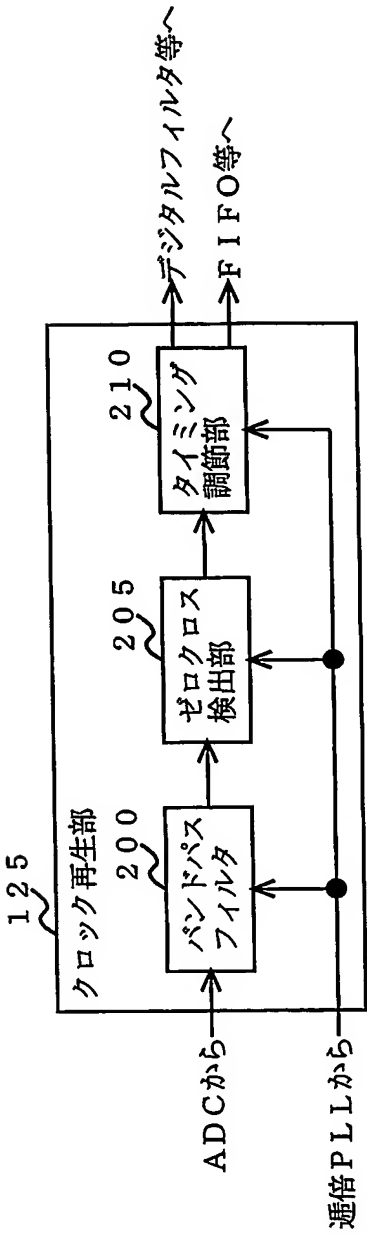 １２５
クロック再生部
２００
バンドパス
フィルタ
２０５
ゼロクロス
検出部
２１０
タイミング
調節部
ADCから
逓倍ＰＬＬから
デジタルフィルタ等へ
ＦＩＦＯ等へ